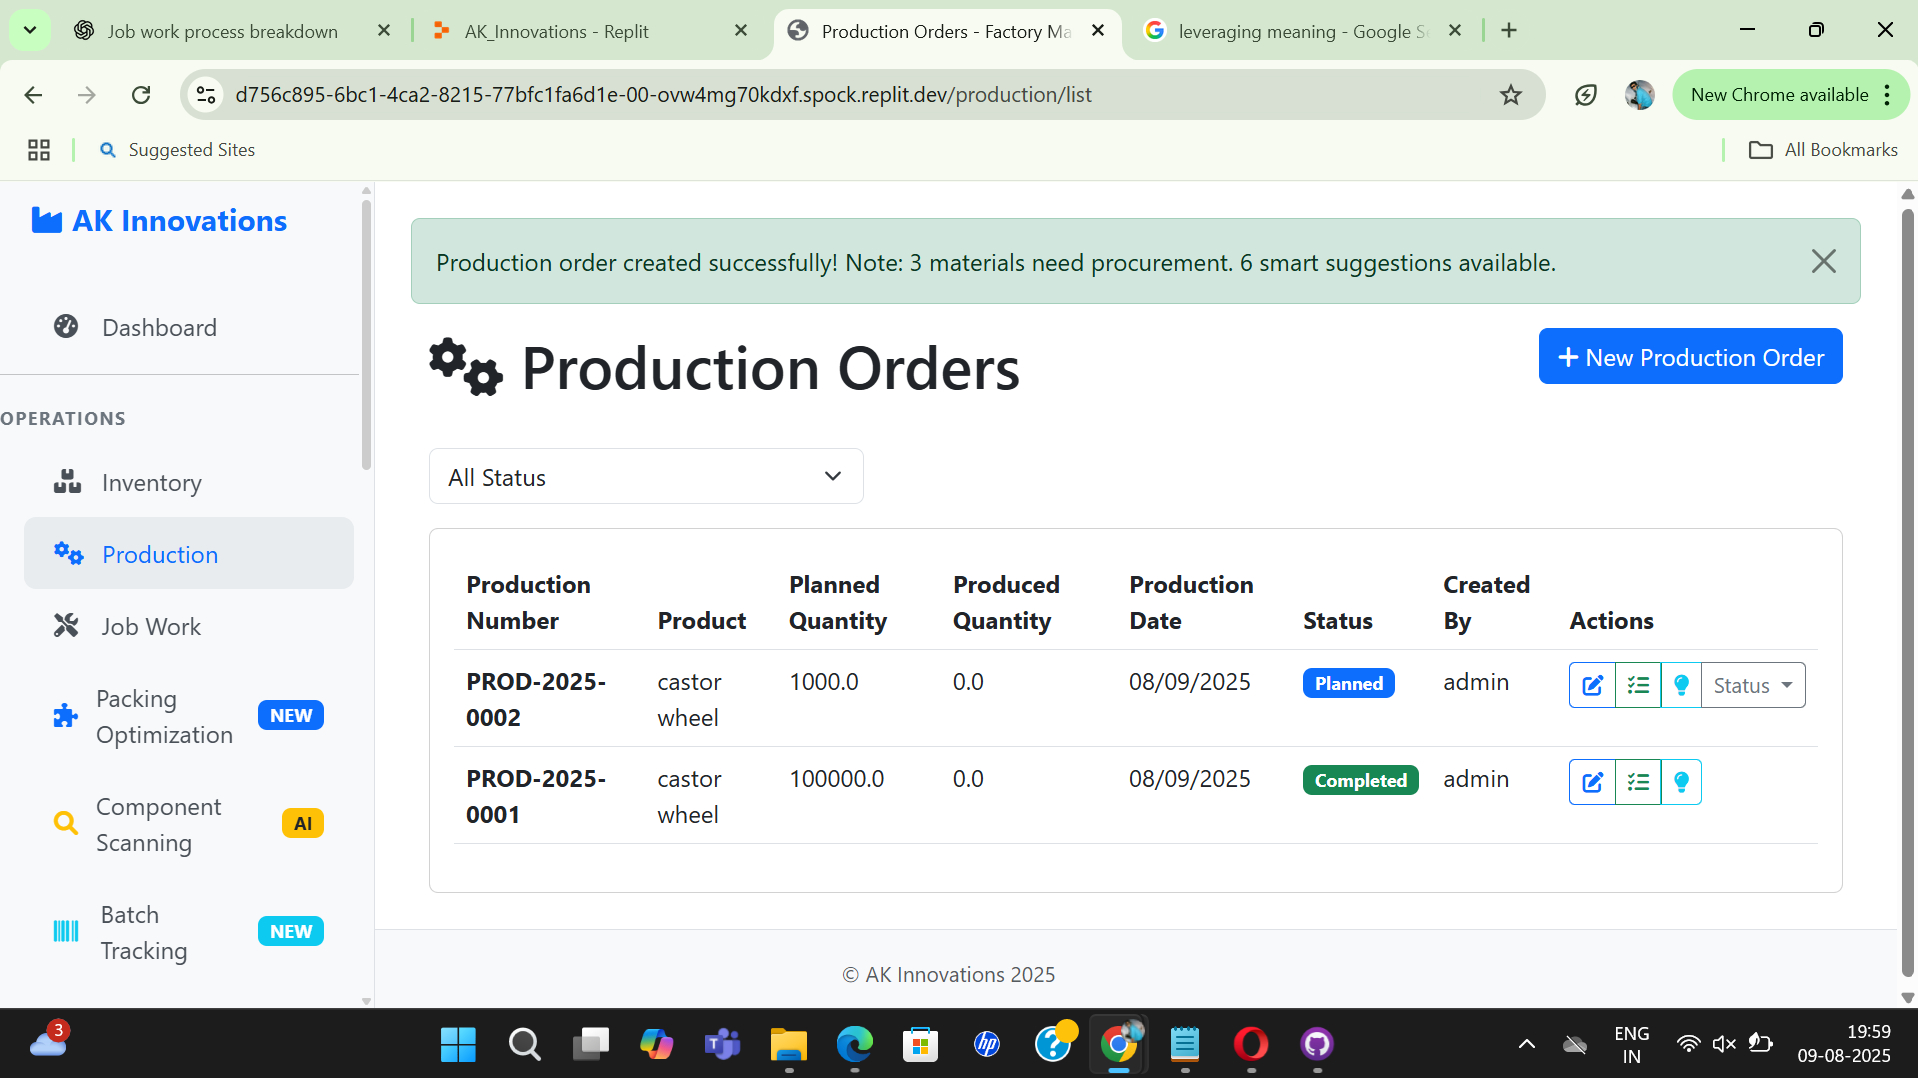 Job work process breakdown
AK_Innovations - Replit
Production Orders - Factory Ma
leveraging meaning - Google S
d756c895-6bc1-4ca2-8215-77bfc1fa6d1e-00-ovw4mg70kdxf.spock.replit.dev/production/list
New Chrome available
Suggested Sites
All Bookmarks
AK Innovations
Dashboard
OPERATIONS
Inventory
Production
Job Work
Packing
Optimization
NEW
Component
Scanning
AI
Batch
Tracking
NEW
Production order created successfully! Note: 3 materials need procurement. 6 smart suggestions available.
Production Orders
New Production Order
All Status
Production Number Product Planned Quantity Produced Quantity Production Date Status Created By Actions
PROD-2025-0002 castor wheel 1000.0 0.0 08/09/2025 Planned admin Status
PROD-2025-0001 castor wheel 100000.0 0.0 08/09/2025 Completed admin
© AK Innovations 2025
3
ENG
IN
19:59
09-08-2025